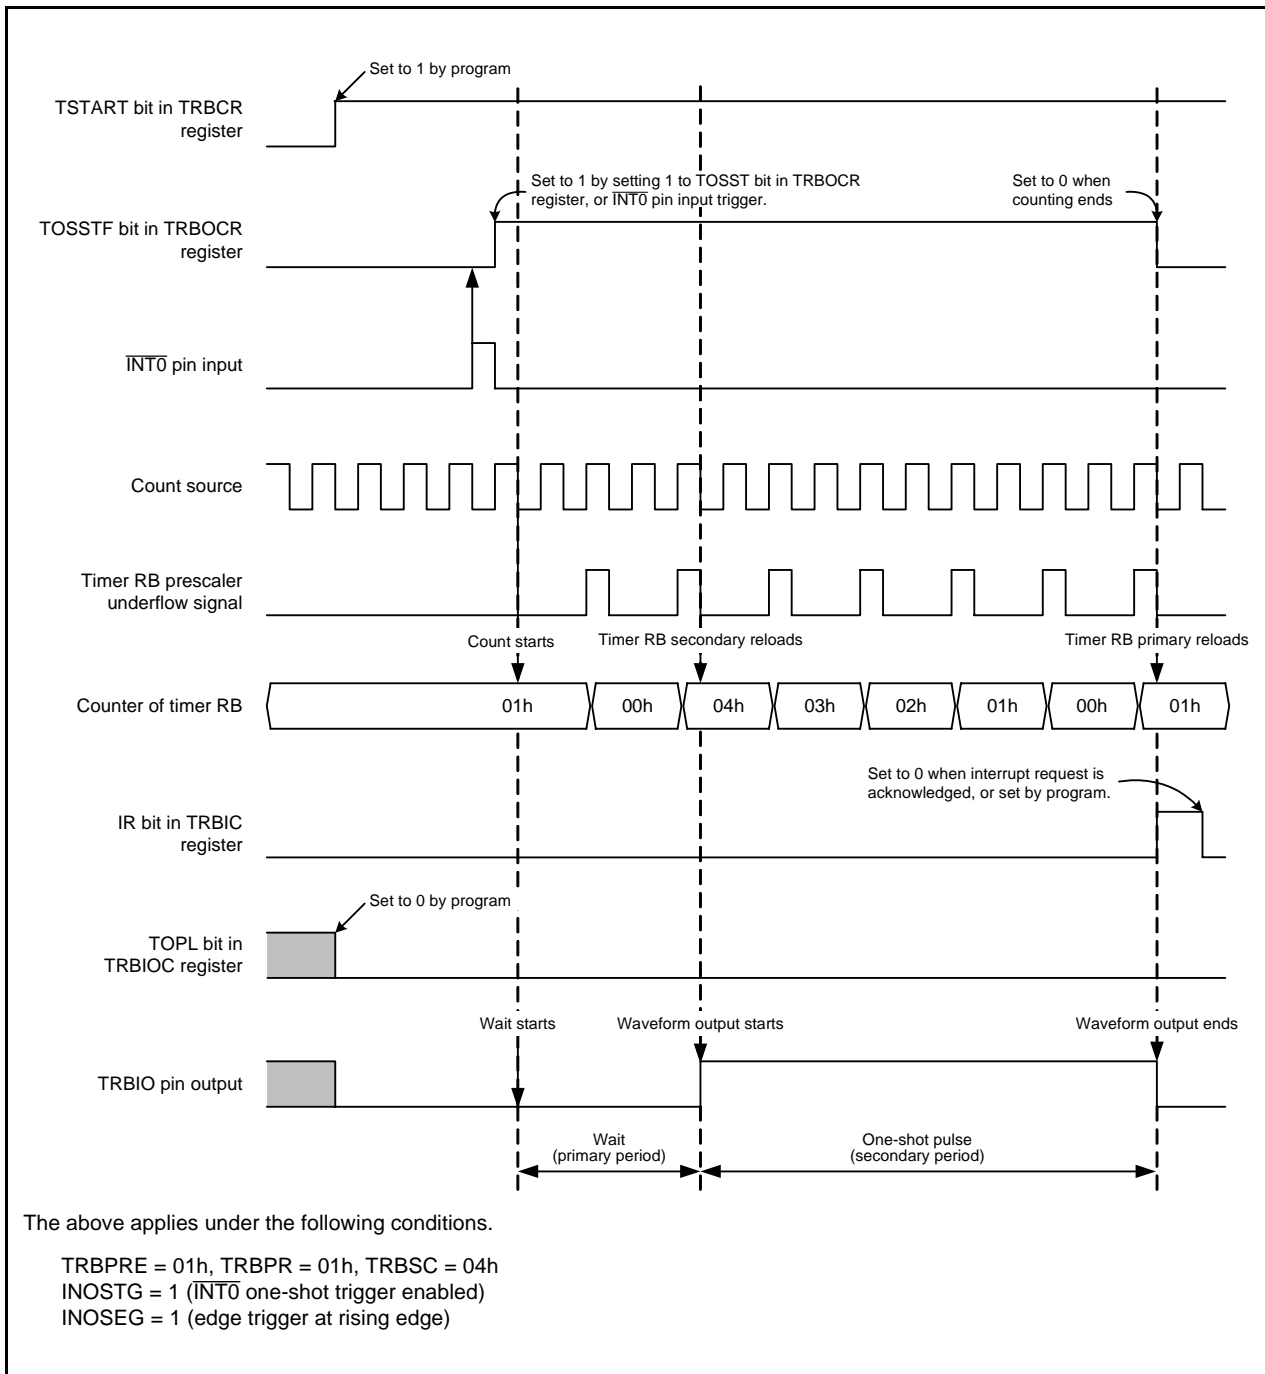 Set to 1 by program
TSTART bit in TRBCR
register
Set to 1 by setting 1 to TOSST bit in TRBOCR
register, or INT0 pin input trigger.
Set to 0 when
counting ends
TOSSTF bit in TRBOCR
register
INT0 pin input
Count source
Timer RB prescaler
underflow signal
Count starts
Timer RB secondary reloads
Timer RB primary reloads
Counter of timer RB
01h 00h 04h 03h 02h 01h 00h 01h
Set to 0 when interrupt request is
acknowledged, or set by program.
IR bit in TRBIC
register
Set to 0 by program
TOPL bit in
TRBIOC register
Wait starts
Waveform output starts
Waveform output ends
TRBIO pin output
Wait
(primary period)
One-shot pulse
(secondary period)
The above applies under the following conditions.
TRBPRE = 01h, TRBPR = 01h, TRBSC = 04h
INOSTG = 1 (INT0 one-shot trigger enabled)
INOSEG = 1 (edge trigger at rising edge)